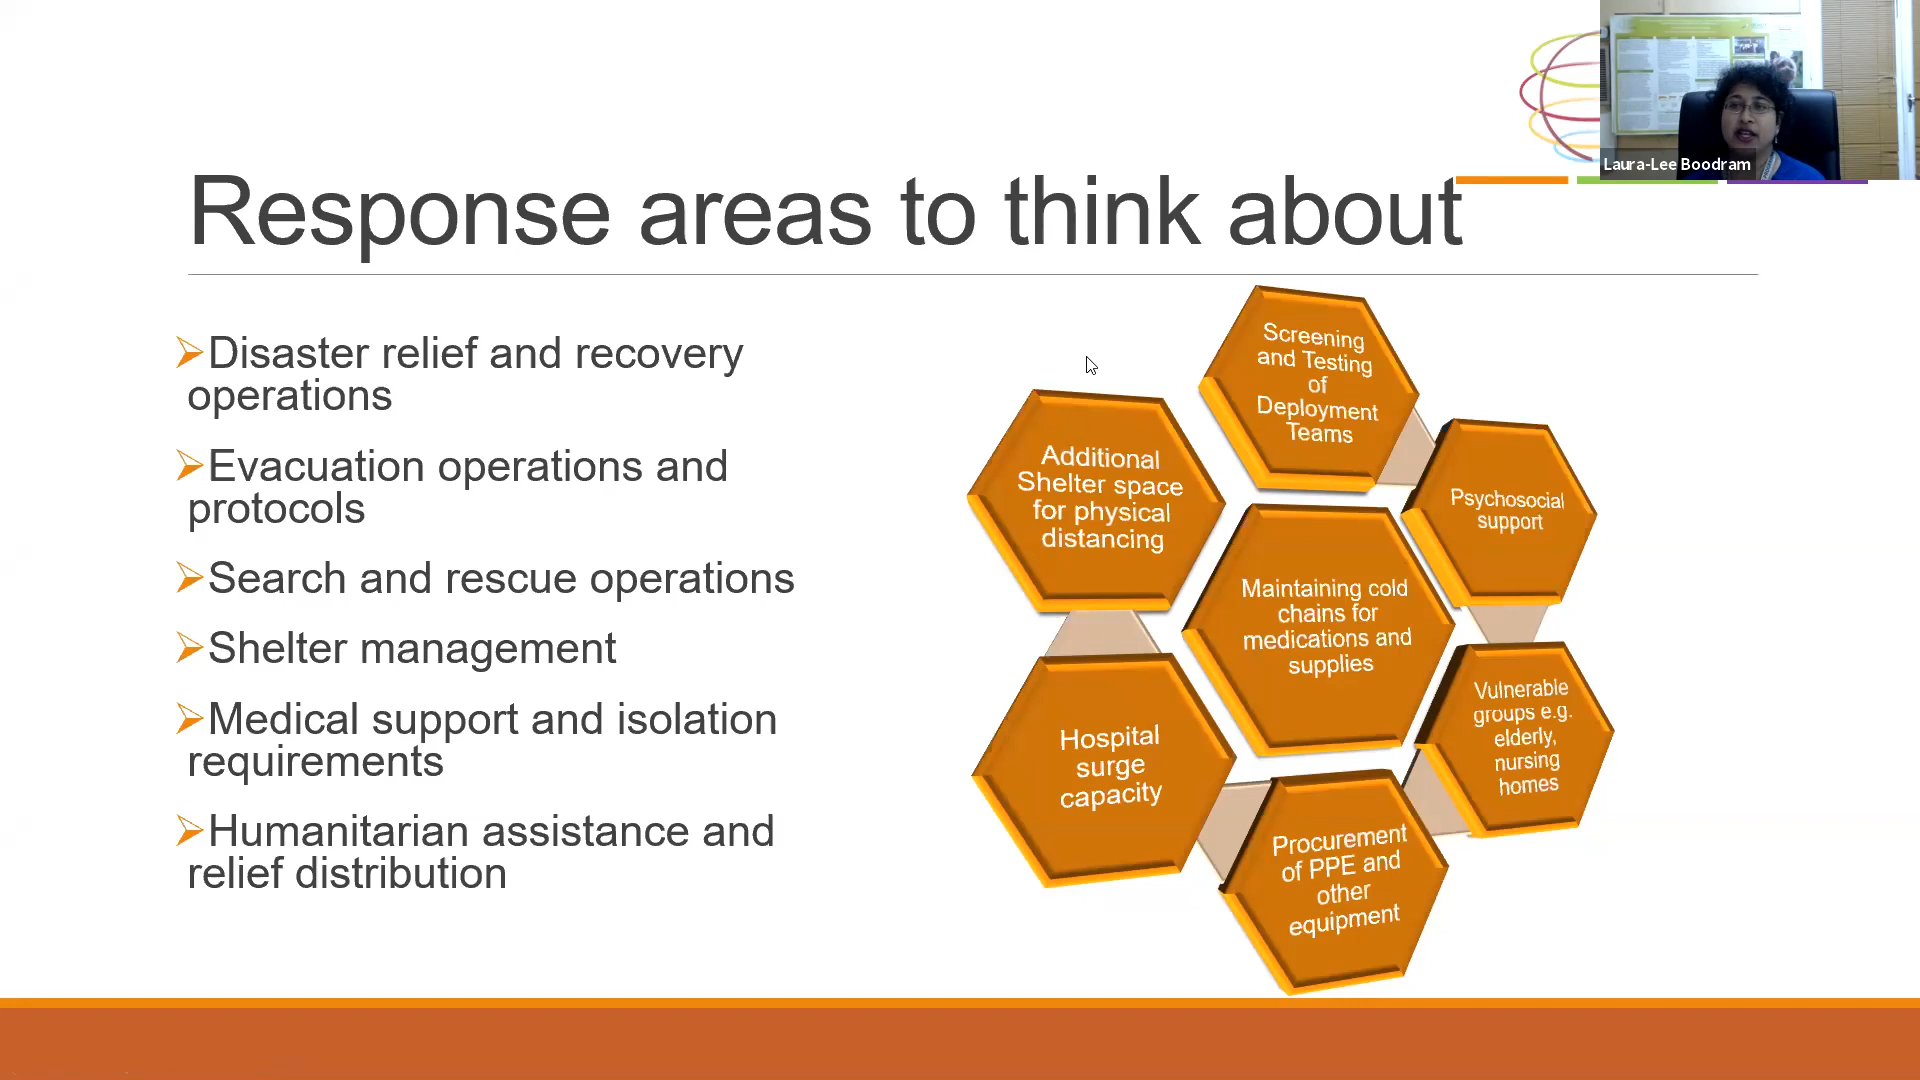 Laura-Lee Boodram
Response areas to think about
➢Disaster relief and recovery
operations
➢Evacuation operations and
protocols
➢Search and rescue operations
➢Shelter management
➢Medical support and isolation
requirements
➢Humanitarian assistance and
relief distribution
Screening
and Testing
of
Deployment
Teams
Psychosocial
support
Vulnerable
groups e.g.
elderly,
nursing
homes
Procurement
of PPE and
other
equipment
Hospital
surge
capacity
Additional
Shelter space
for physical
distancing
Maintaining cold
chains for
medications and
supplies